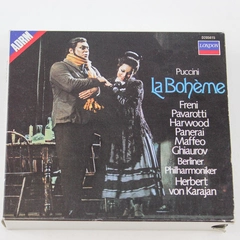 ADRM
LONDON
Puccini
La Bohème
Freni
Pavarotti
Harwood
Panerai
Maffeo
Ghiaurov
Berliner
Philharmoniker
Herbert
von Karajan